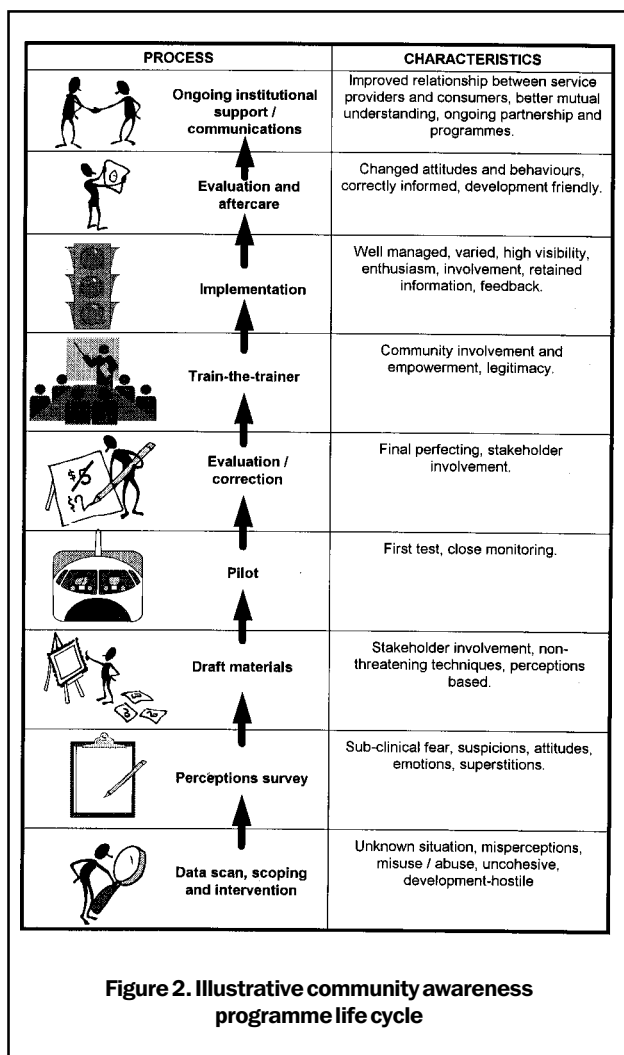 PROCESS
CHARACTERISTICS
Ongoing institutional
support /
communications
Improved relationship between service
providers and consumers, better mutual
understanding, ongoing partnership and
programmes.
Evaluation and
aftercare
Changed attitudes and behaviours,
correctly informed, development friendly.
Implementation
Well managed, varied, high visibility,
enthusiasm, involvement, retained
information, feedback.
Train-the-trainer
Community involvement and
empowerment, legitimacy.
$5
Evaluation /
correction
Final perfecting, stakeholder
involvement.
Pilot
First test, close monitoring.
Draft materials
Stakeholder involvement, non-
threatening techniques, perceptions
based.
Perceptions survey
Sub-clinical fear, suspicions, attitudes,
emotions, superstitions.
Data scan, scoping
and intervention
Unknown situation, misperceptions,
misuse / abuse, uncohesive,
development-hostile
Figure 2. Illustrative community awareness
programme life cycle